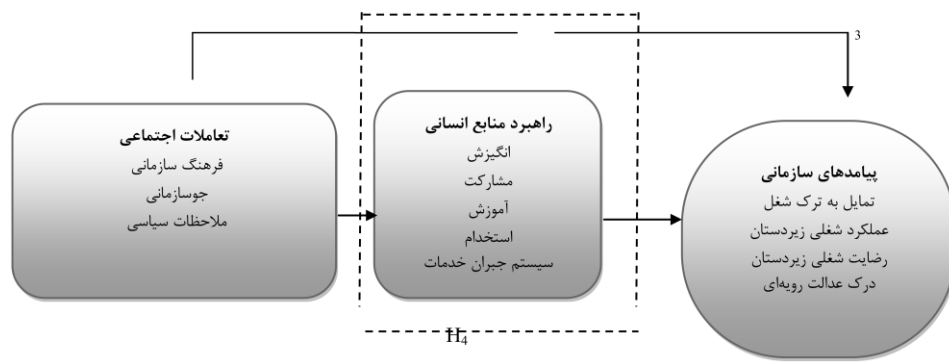 3
تعاملات اجتماعی
فرهنگ سازمانی
جوسازمانی
ملاحظات سیاسی
راهبرد منابع انسانی
انگیزش
مشارکت
آموزش
استخدام
سیستم جبران خدمات
پیامدهای سازمانی
تمایل به ترک شغل
عملکرد شغلی زیردستان
رضایت شغلی زیردستان
درک عدالت رویه‌ای
H4